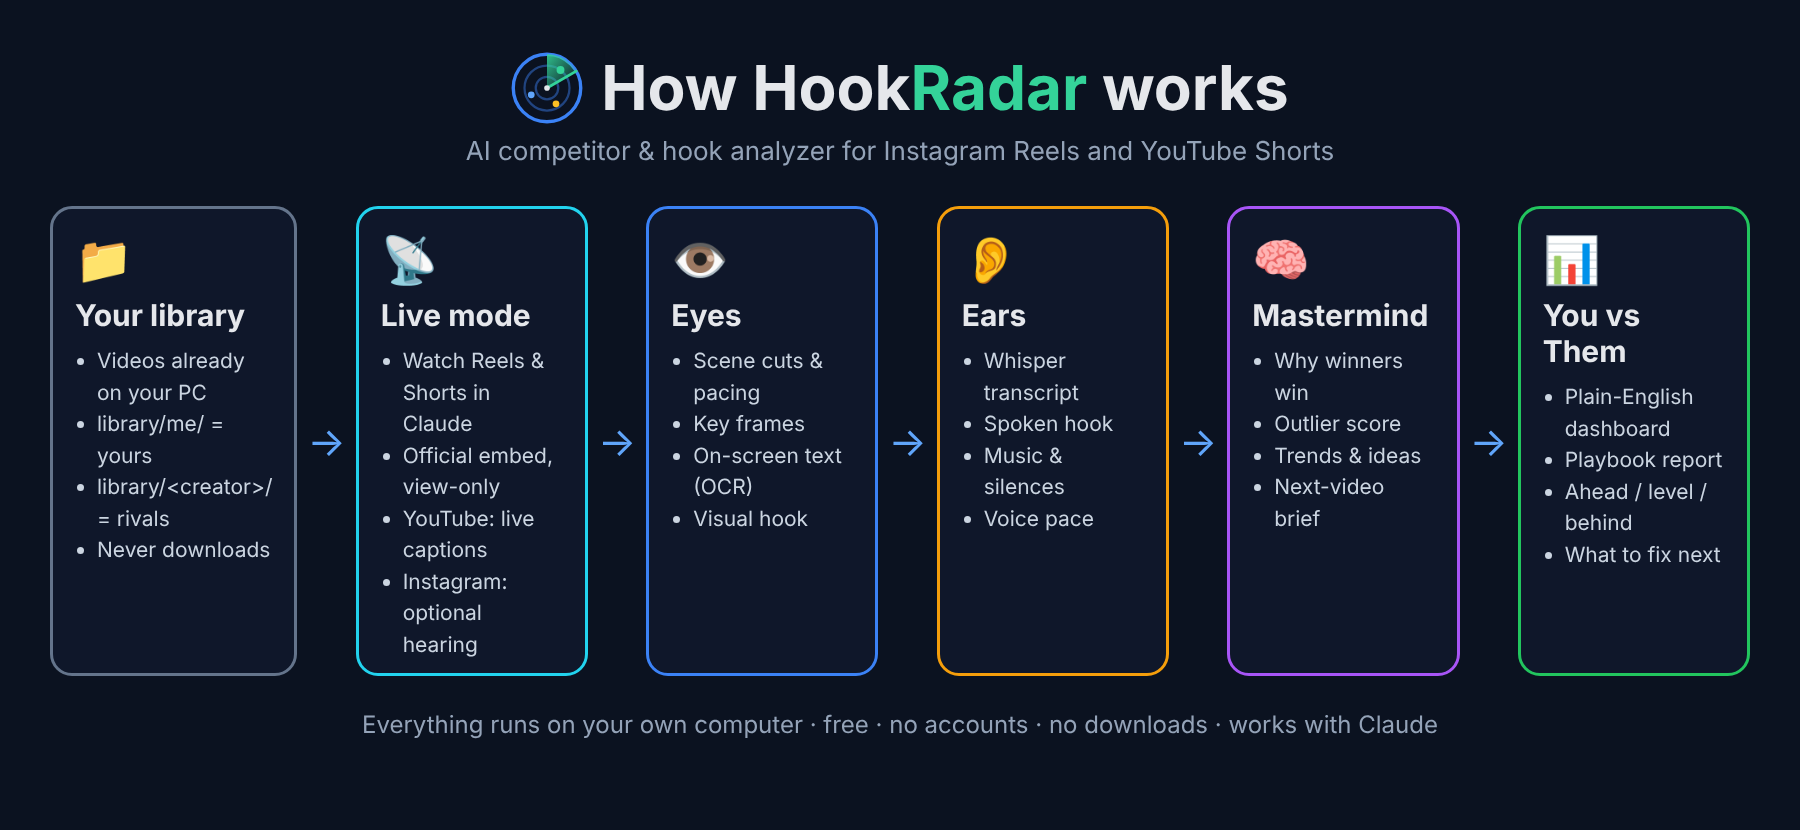 How HookRadar works
AI competitor & hook analyzer for Instagram Reels and YouTube Shorts
Your library
• Videos already
on your PC
• library/me/ =
yours
• library/<creator>/
= rivals
• Never downloads
→
Live mode
• Watch Reels &
Shorts in
Claude
• Official embed,
view-only
• YouTube: live
captions
• Instagram:
optional
hearing
→
Eyes
• Scene cuts &
pacing
• Key frames
• On-screen text
(OCR)
• Visual hook
→
Ears
• Whisper
transcript
• Spoken hook
• Music &
silences
• Voice pace
→
Mastermind
• Why winners
win
• Outlier score
• Trends & ideas
• Next-video
brief
→
You vs
Them
• Plain-English
dashboard
• Playbook report
• Ahead / level /
behind
• What to fix next
Everything runs on your own computer · free · no accounts · no downloads · works with Claude